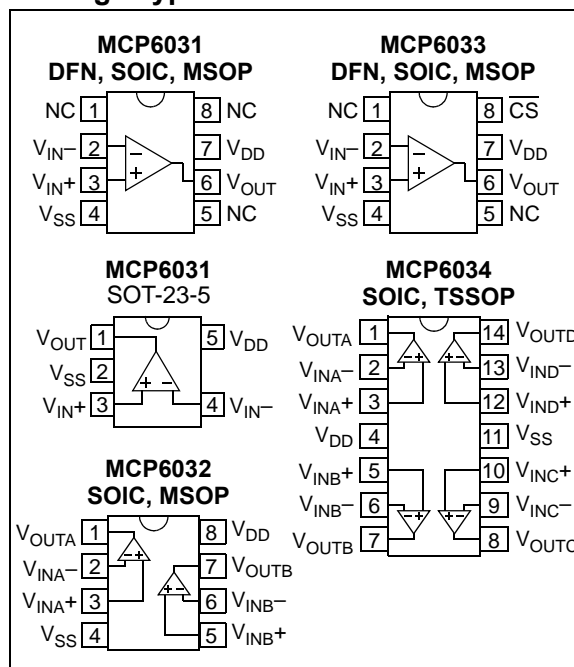 MCP6031
DFN, SOIC, MSOP
NC 1 8 NC
VIN– 2 – 7 VDD
VIN+ 3 + 6 VOUT
VSS 4 5 NC
MCP6033
DFN, SOIC, MSOP
NC 1 8 C̅S̅
VIN– 2 – 7 VDD
VIN+ 3 + 6 VOUT
VSS 4 5 NC
MCP6031
SOT-23-5
VOUT 1 5 VDD
VSS 2
VIN+ 3 + – 4 VIN–
MCP6034
SOIC, TSSOP
VOUTA 1 14 VOUTD
VINA– 2 – + + – 13 VIND–
VINA+ 3 12 VIND+
VDD 4 11 VSS
VINB+ 5 10 VINC+
VINB– 6 – + + – 9 VINC–
VOUTB 7 8 VOUTC
MCP6032
SOIC, MSOP
VOUTA 1 8 VDD
VINA– 2 – + 7 VOUTB
VINA+ 3 + – 6 VINB–
VSS 4 5 VINB+